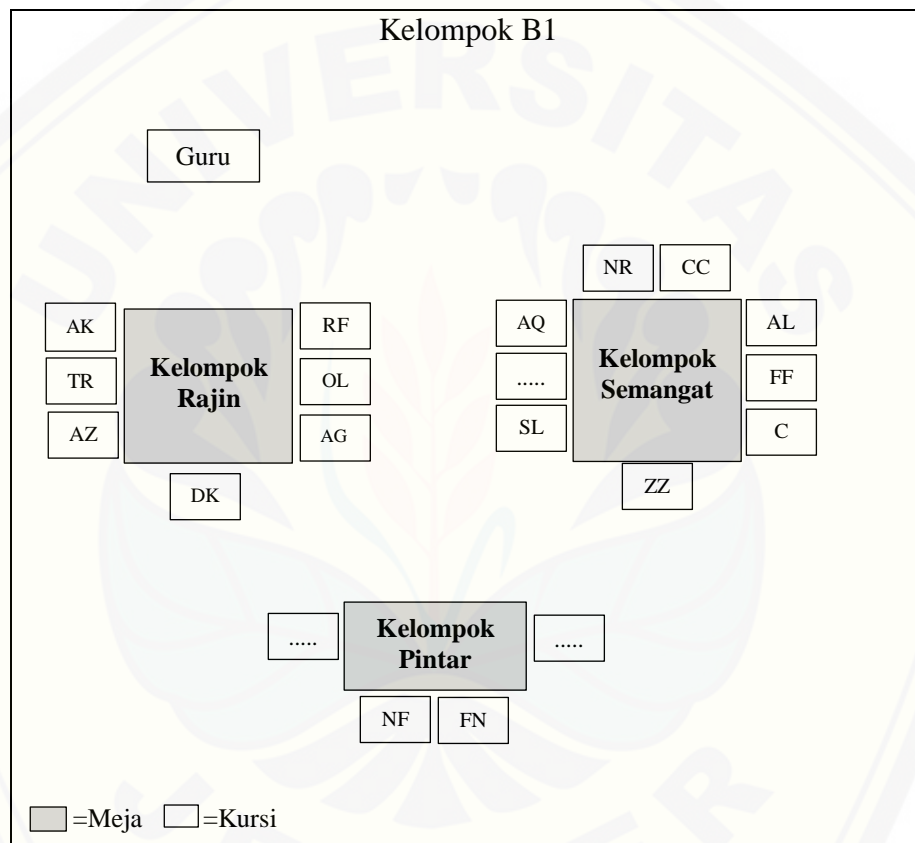 Kelompok B1
Guru
NR
CC
AK
TR
AZ
Kelompok
Rajin
RF
OL
AG
DK
AQ
.....
SL
Kelompok
Semangat
AL
FF
C
ZZ
.....
Kelompok
Pintar
.....
NF
FN
=Meja
=Kursi
UNIVERSITAS